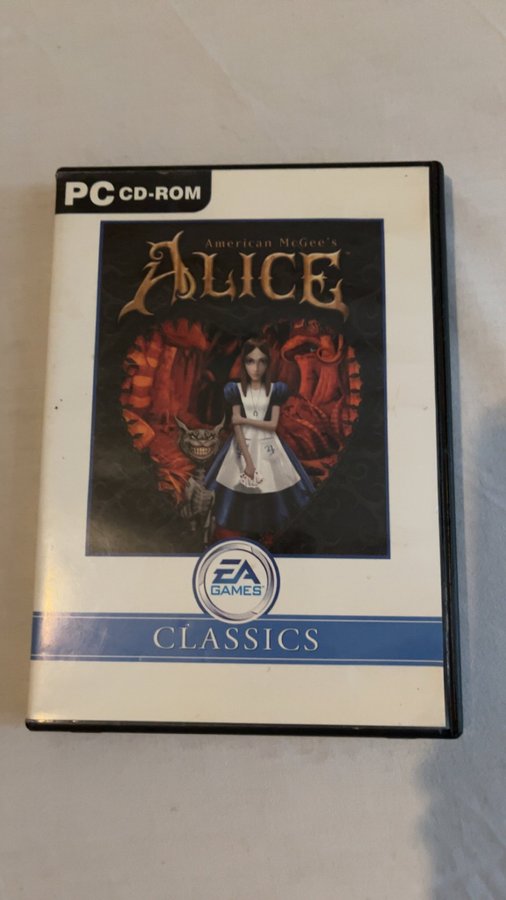 PC CD-ROM
American McGee's
ALICE
EA
GAMES
CLASSICS